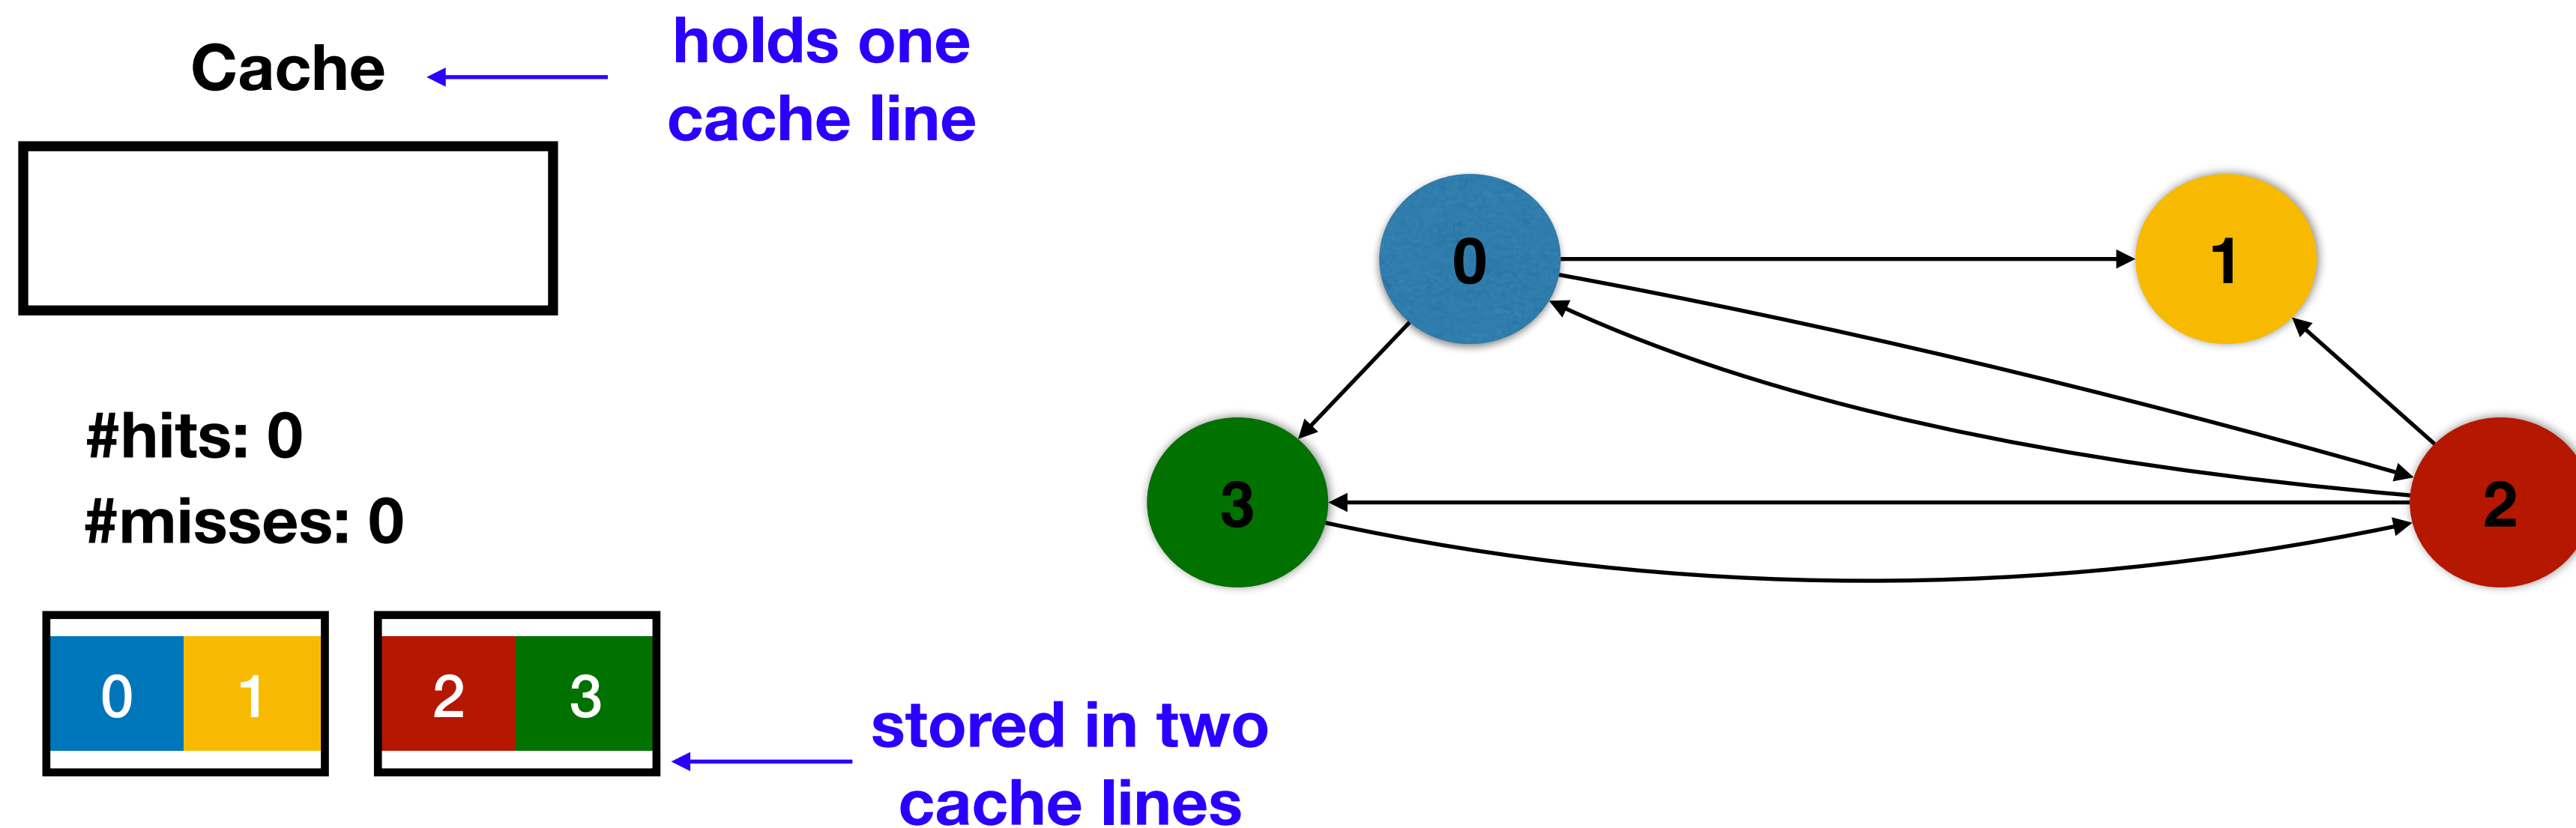 Cache
holds one
cache line
#hits: 0
#misses: 0
0 1
2 3
stored in two
cache lines
0
1
3
2